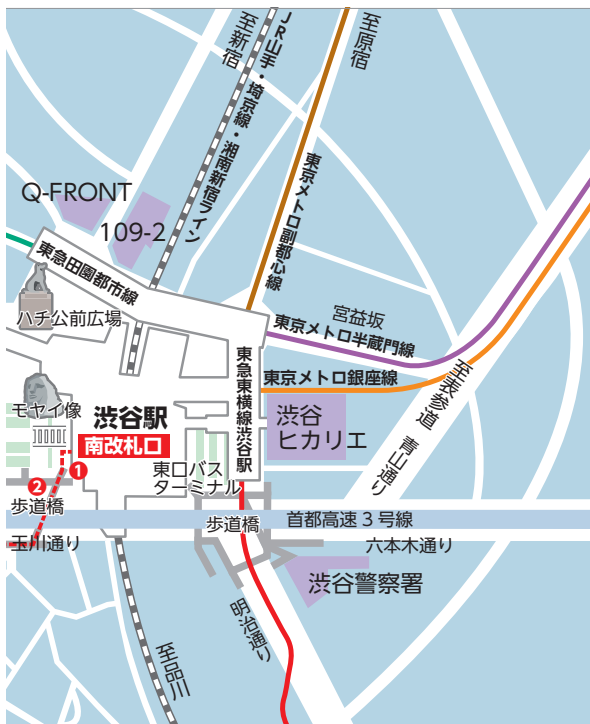 至新宿
JR山手・埼京線・湘南新宿ライン
至原宿
Q-FRONT
109-2
東京メトロ副都心線
東急田園都市線
ハチ公前広場
宮益坂
東京メトロ半蔵門線
東急東横線渋谷駅
東京メトロ銀座線
至表参道
青山通り
モヤイ像
渋谷駅
南改札口
渋谷
ヒカリエ
1
2
東口バス
ターミナル
歩道橋
歩道橋
首都高速3号線
玉川通り
六本木通り
渋谷警察署
明治通り
至品川